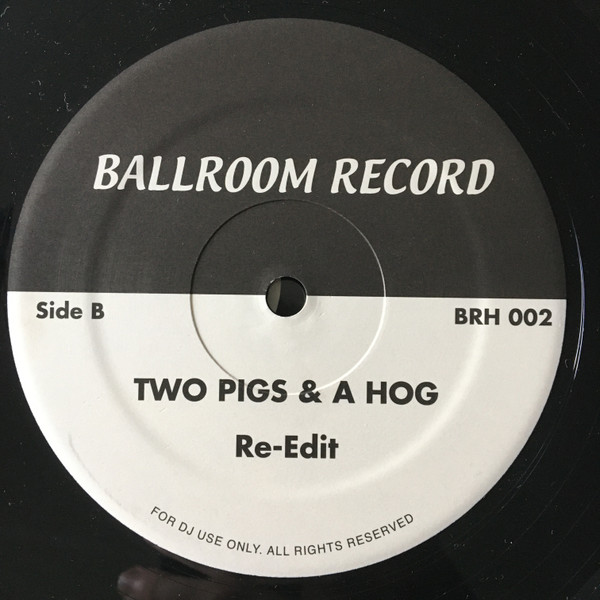 BALLROOM RECORD
Side B
BRH 002
TWO PIGS & A HOG
Re-Edit
FOR DJ USE ONLY. ALL RIGHTS RESERVED